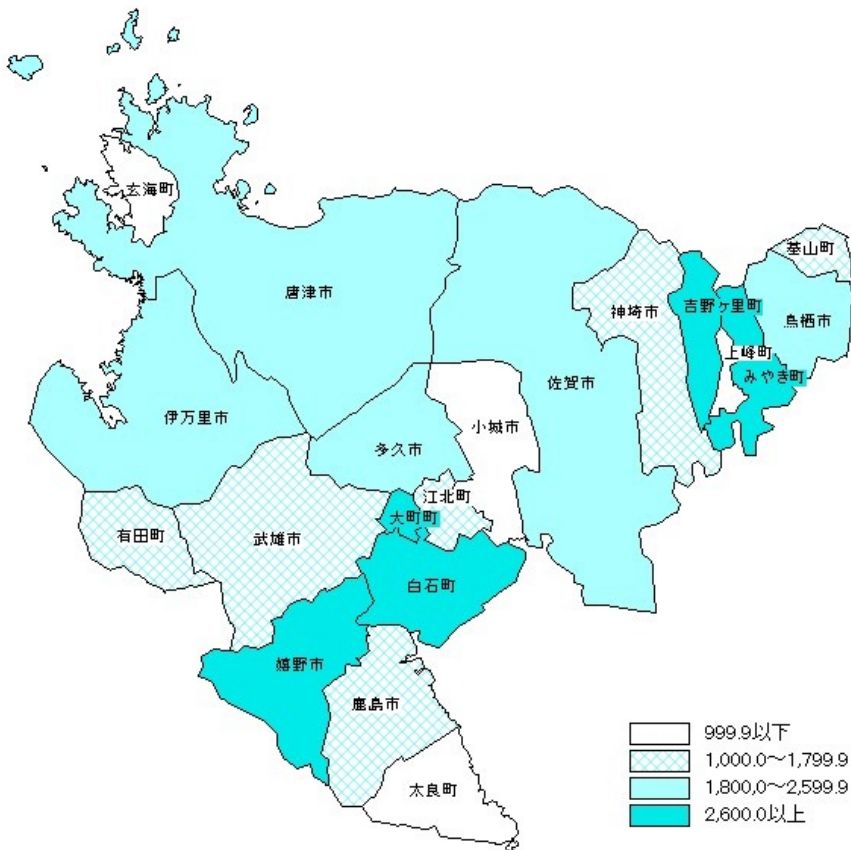 玄海町
基山町
唐津市
神埼市
吉野ヶ里町
鳥栖市
上峰町
みやき町
佐賀市
伊万里市
小城市
多久市
江北町
大町町
有田町
武雄市
白石町
嬉野市
鹿島市
太良町
999.9以下
1,000.0～1,799.9
1,800,0～2,599.9
2,600.0以上